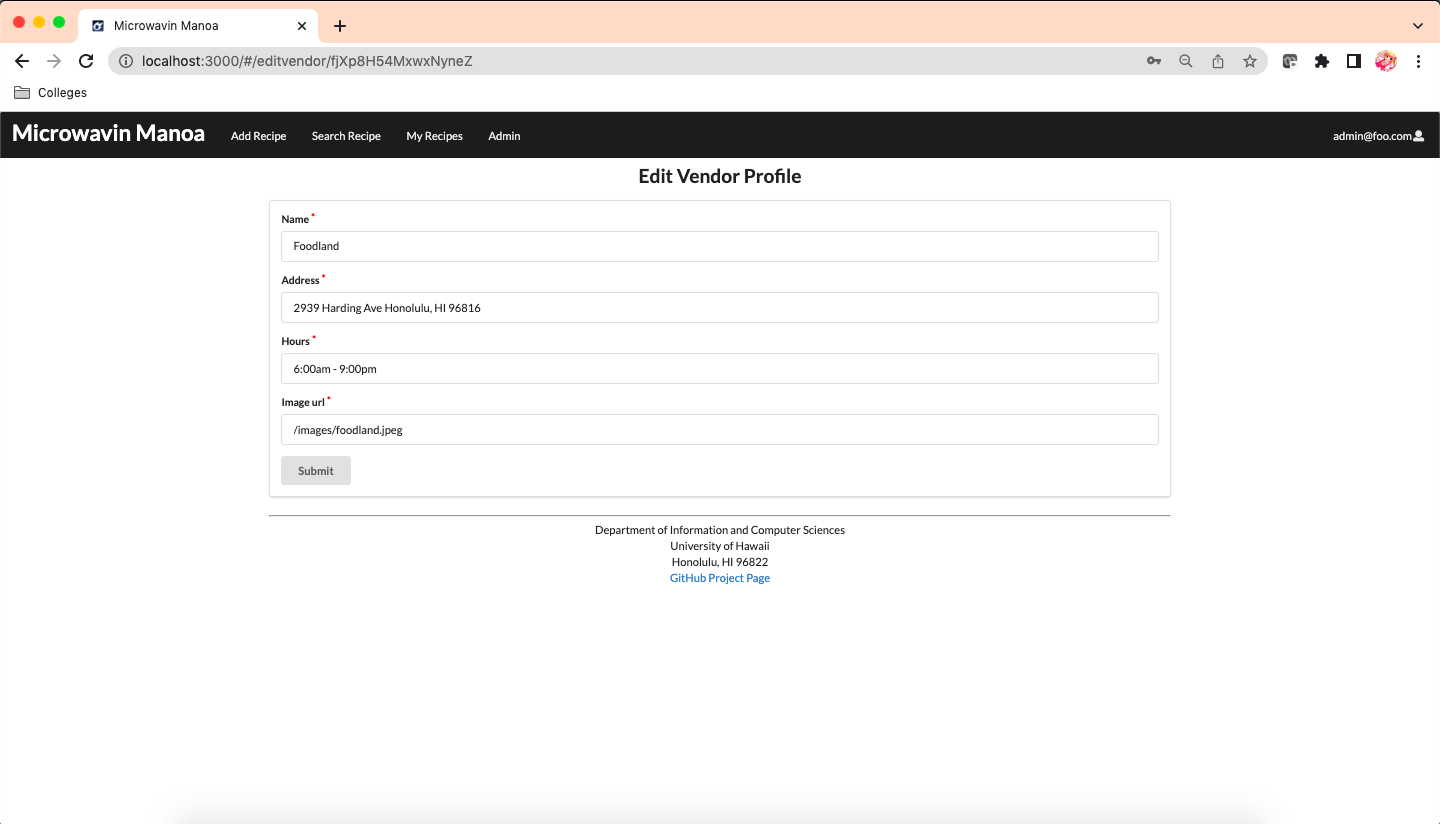 Microwavin Manoa
localhost:3000/#/editvendor/fjXp8H54MxwxNyneZ
Colleges
Microwavin Manoa Add Recipe Search Recipe My Recipes Admin admin@foo.com
Edit Vendor Profile
Name *
Foodland
Address *
2939 Harding Ave Honolulu, HI 96816
Hours *
6:00am - 9:00pm
Image url *
/images/foodland.jpeg
Submit
Department of Information and Computer Sciences
University of Hawaii
Honolulu, HI 96822
GitHub Project Page